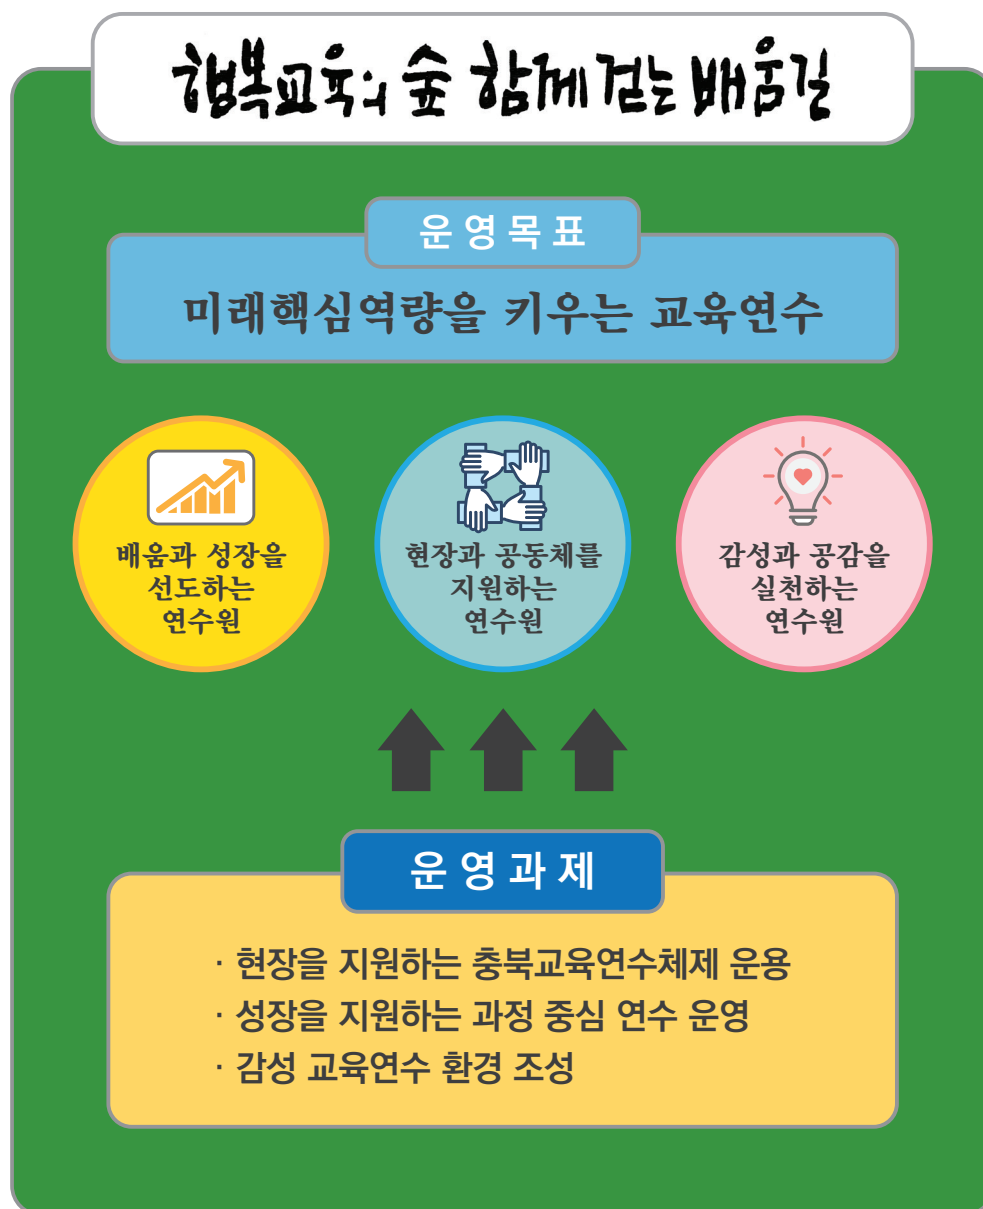 행복교육의 숲 함께 걷는 배움길
운영목표
미래핵심역량을 키우는 교육연수
배움과 성장을
선도하는
연수원
현장과 공동체를
지원하는
연수원
감성과 공감을
실천하는
연수원
운영과제
· 현장을 지원하는 충북교육연수체제 운용
· 성장을 지원하는 과정 중심 연수 운영
· 감성 교육연수 환경 조성